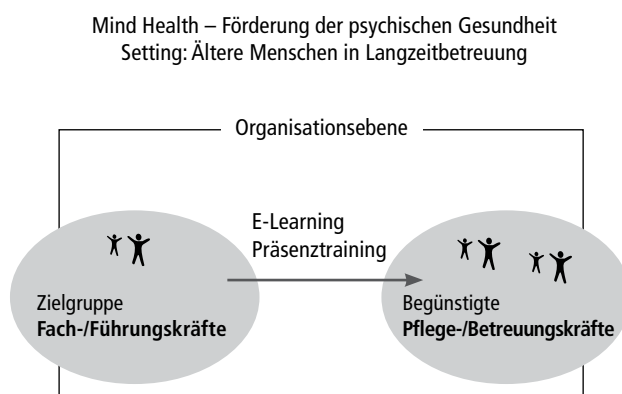 Mind Health – Förderung der psychischen Gesundheit
Setting: Ältere Menschen in Langzeitbetreuung
Organisationsebene
E-Learning
Präsenztraining
Zielgruppe
Fach-/Führungskräfte
Begünstigte
Pflege-/Betreuungskräfte